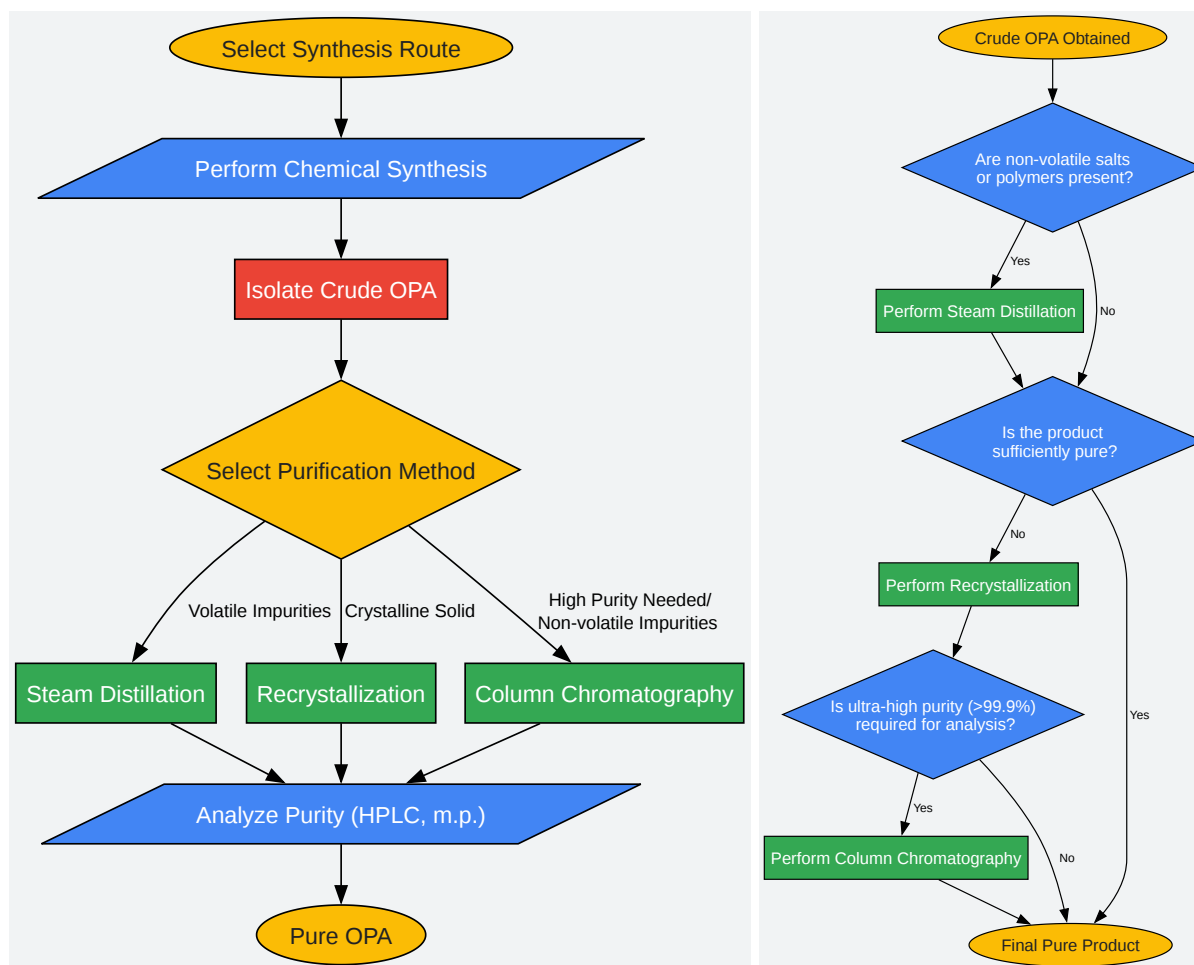 Select Synthesis Route
Perform Chemical Synthesis
Isolate Crude OPA
Select Purification Method
Volatile Impurities
Crystalline Solid
High Purity Needed/
Non-volatile Impurities
Steam Distillation
Recrystallization
Column Chromatography
Analyze Purity (HPLC, m.p.)
Pure OPA
Crude OPA Obtained
Are non-volatile salts
or polymers present?
Yes
No
Perform Steam Distillation
Is the product
sufficiently pure?
No
Yes
Perform Recrystallization
Is ultra-high purity (>99.9%)
required for analysis?
Yes
No
Perform Column Chromatography
Final Pure Product